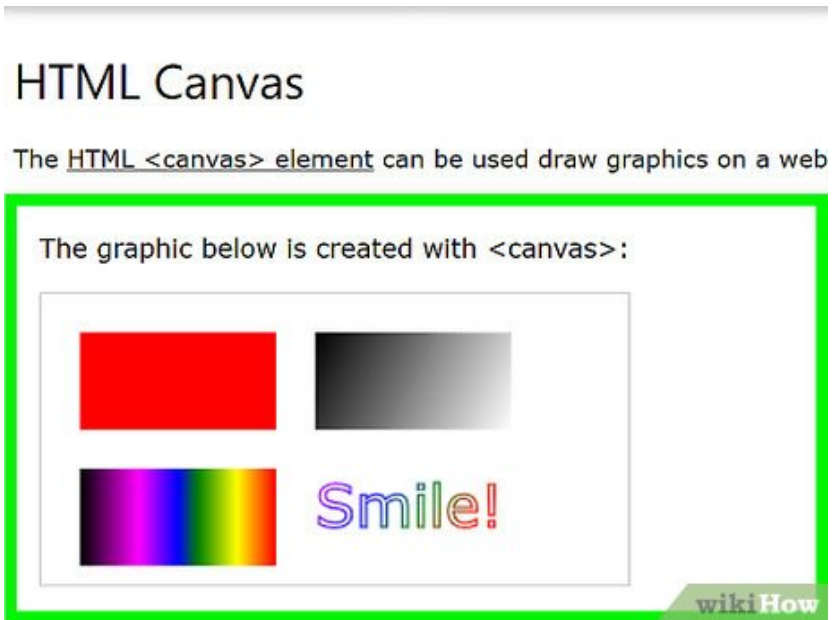 HTML Canvas
The HTML <canvas> element can be used draw graphics on a web
The graphic below is created with <canvas>:
Smile!
wikiHow